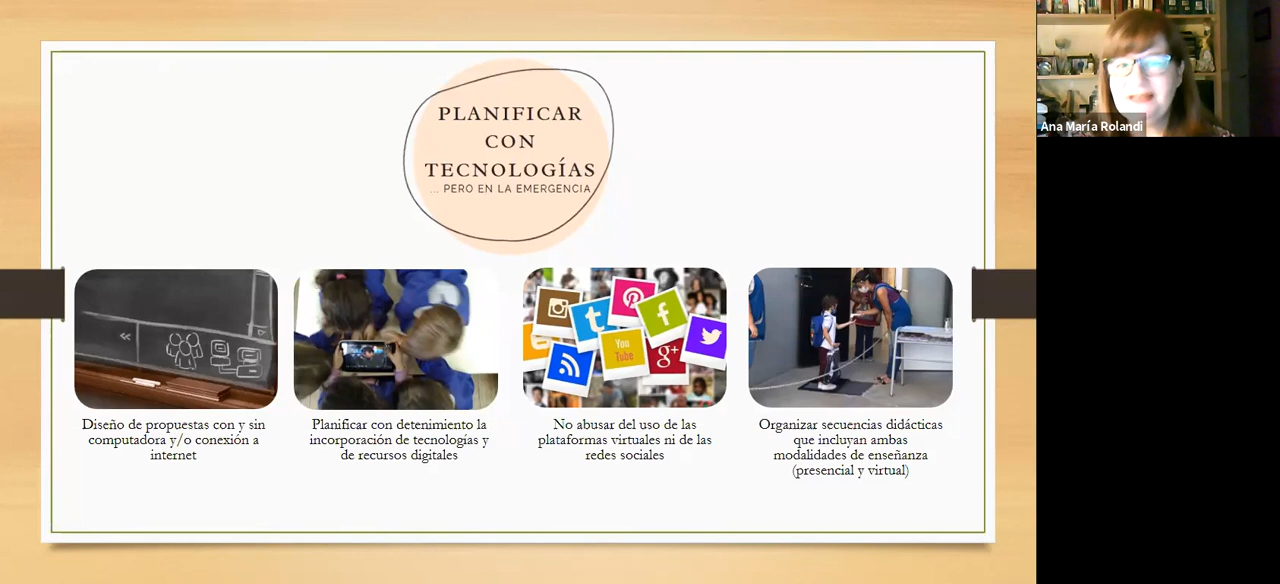 PLANIFICAR
CON
TECNOLOGÍAS
... PERO EN LA EMERGENCIA
Ana María Rolandi
You
Tube
g+
Diseño de propuestas con y sin
computadora y/o conexión a
internet
Planificar con detenimiento la
incorporación de tecnologías y
de recursos digitales
No abusar del uso de las
plataformas virtuales ni de las
redes sociales
Organizar secuencias didácticas
que incluyan ambas
modalidades de enseñanza
(presencial y virtual)